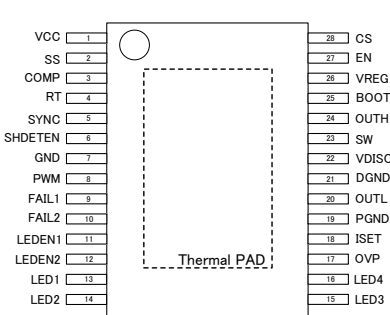 VCC 1
SS 2
COMP 3
RT 4
SYNC 5
SHDETEN 6
GND 7
PWM 8
FAIL1 9
FAIL2 10
LEDEN1 11
LEDEN2 12
LED1 13
LED2 14
Thermal PAD
28 CS
27 EN
26 VREG
25 BOOT
24 OUTH
23 SW
22 VDISC
21 DGND
20 OUTL
19 PGND
18 ISET
17 OVP
16 LED4
15 LED3